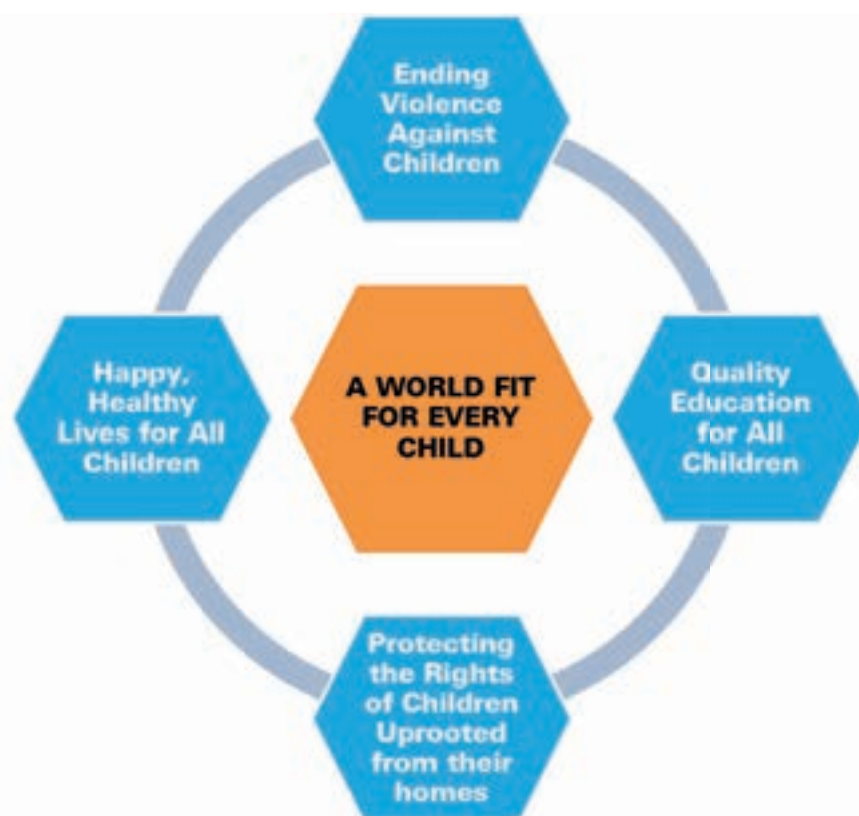 Ending
Violence
Against
Children
Happy,
Healthy
Lives for All
Children
A WORLD FIT
FOR EVERY
CHILD
Quality
Education
for All
Children
Protecting
the Rights
of Children
Uprooted
from their
homes